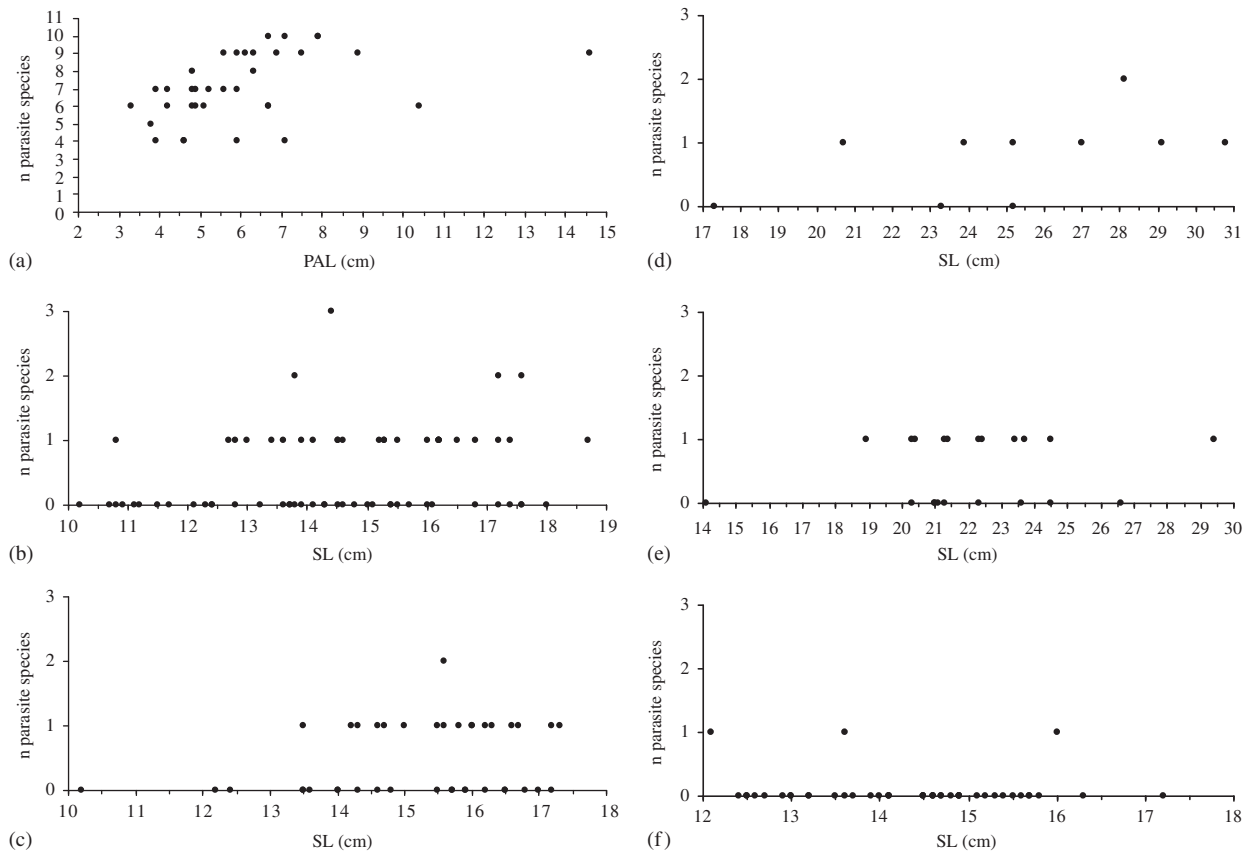 n parasite species
11
10
9
8
7
6
5
4
3
2
1
0
2 3 4 5 6 7 8 9 10 11 12 13 14 15
(a)
PAL (cm)
n parasite species
3
2
1
0
10 11 12 13 14 15 16 17 18 19
(b)
SL (cm)
n parasite species
3
2
1
0
10 11 12 13 14 15 16 17 18
(c)
SL (cm)
n parasite species
3
2
1
0
17 18 19 20 21 22 23 24 25 26 27 28 29 30 31
(d)
SL (cm)
n parasite species
3
2
1
0
14 15 16 17 18 19 20 21 22 23 24 25 26 27 28 29 30
(e)
SL (cm)
n parasite species
3
2
1
0
12 13 14 15 16 17 18
(f)
SL (cm)